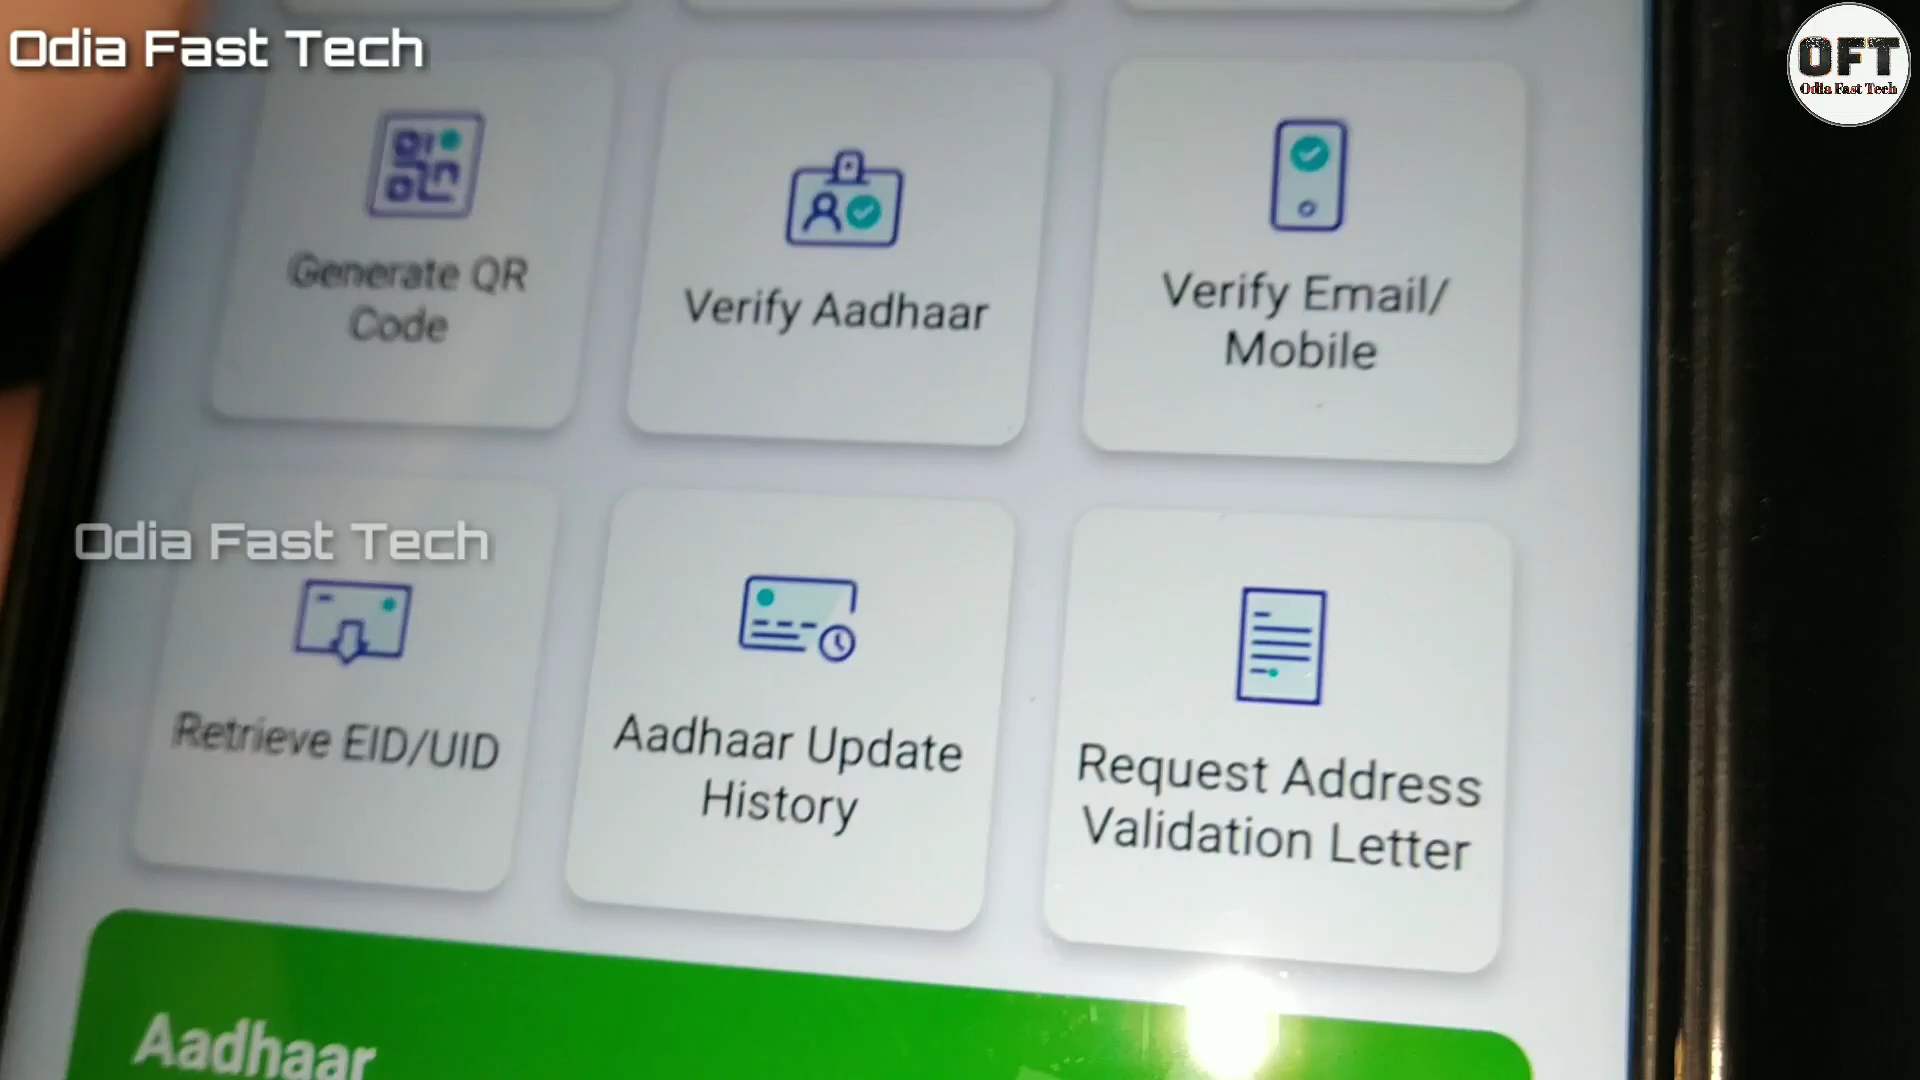 Odia Fast Tech
OFT
Odia Fast Tech
Generate QR
Code
Verify Aadhaar
Verify Email/
Mobile
Odia Fast Tech
Retrieve EID/UID
Aadhaar Update
History
Request Address
Validation Letter
Aadhaar